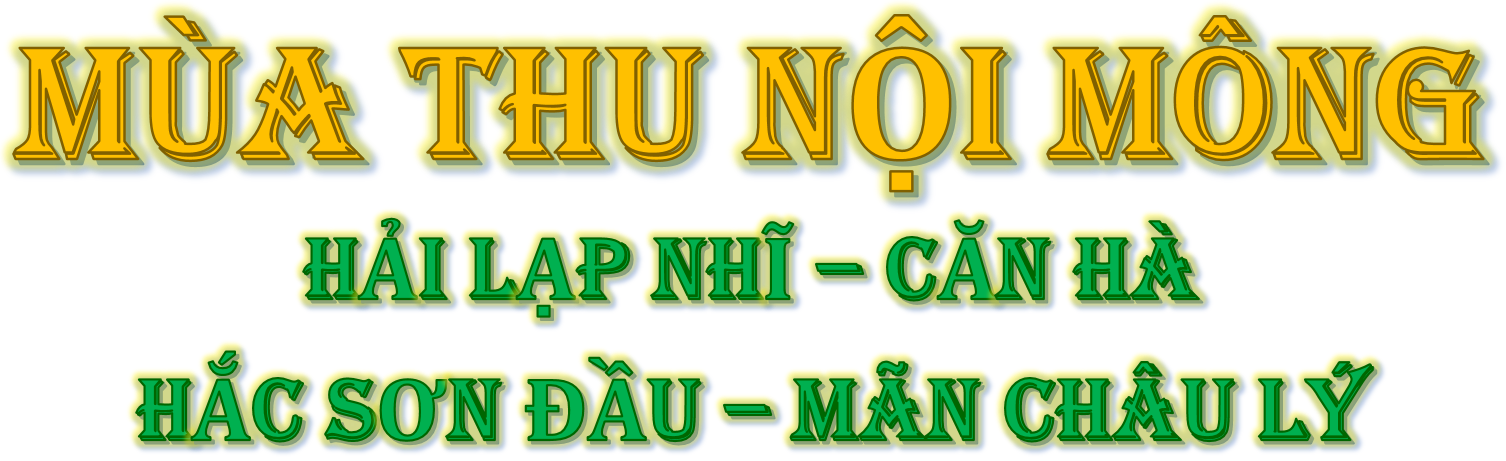 MÙA THU NỘI MÔNG
HẢI LẠP NHĨ – CĂN HÀ
HẮC SƠN ĐẦU – MÃN CHÂU LÝ